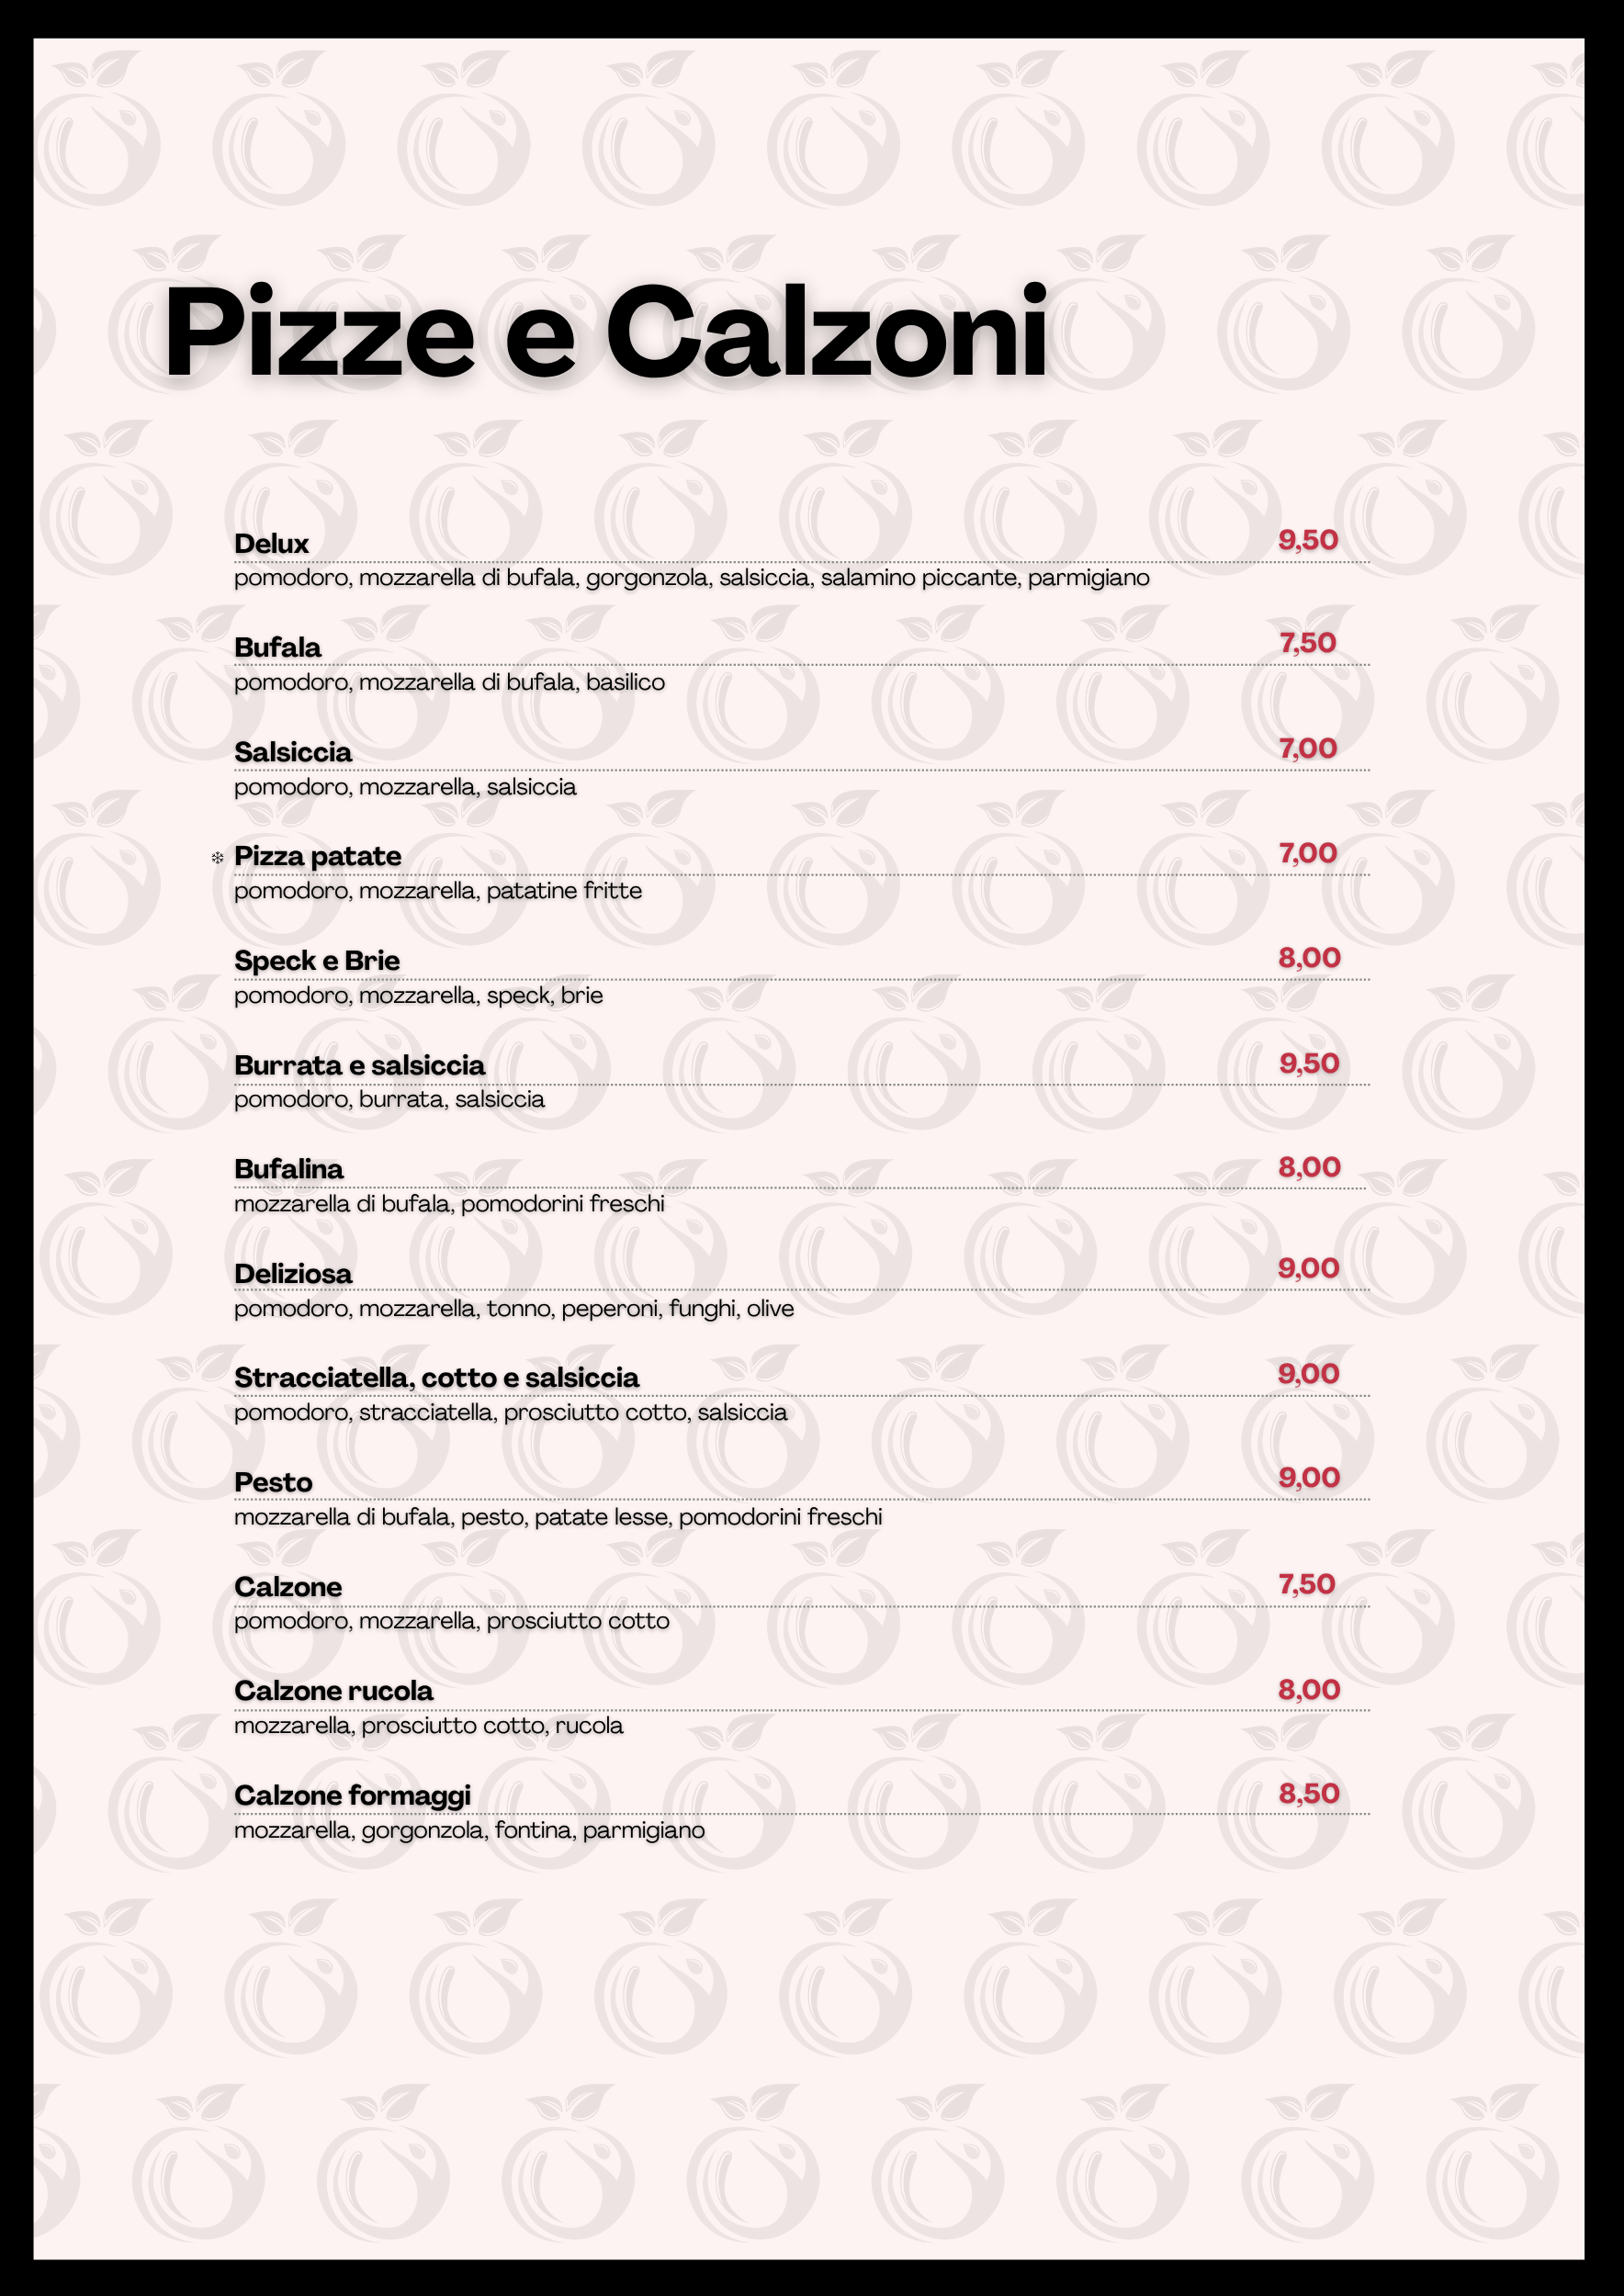 Pizze e Calzoni
Delux 9,50
pomodoro, mozzarella di bufala, gorgonzola, salsiccia, salamino piccante, parmigiano
Bufala 7,50
pomodoro, mozzarella di bufala, basilico
Salsiccia 7,00
pomodoro, mozzarella, salsiccia
❄ Pizza patate 7,00
pomodoro, mozzarella, patatine fritte
Speck e Brie 8,00
pomodoro, mozzarella, speck, brie
Burrata e salsiccia 9,50
pomodoro, burrata, salsiccia
Bufalina 8,00
mozzarella di bufala, pomodorini freschi
Deliziosa 9,00
pomodoro, mozzarella, tonno, peperoni, funghi, olive
Stracciatella, cotto e salsiccia 9,00
pomodoro, stracciatella, prosciutto cotto, salsiccia
Pesto 9,00
mozzarella di bufala, pesto, patate lesse, pomodorini freschi
Calzone 7,50
pomodoro, mozzarella, prosciutto cotto
Calzone rucola 8,00
mozzarella, prosciutto cotto, rucola
Calzone formaggi 8,50
mozzarella, gorgonzola, fontina, parmigiano